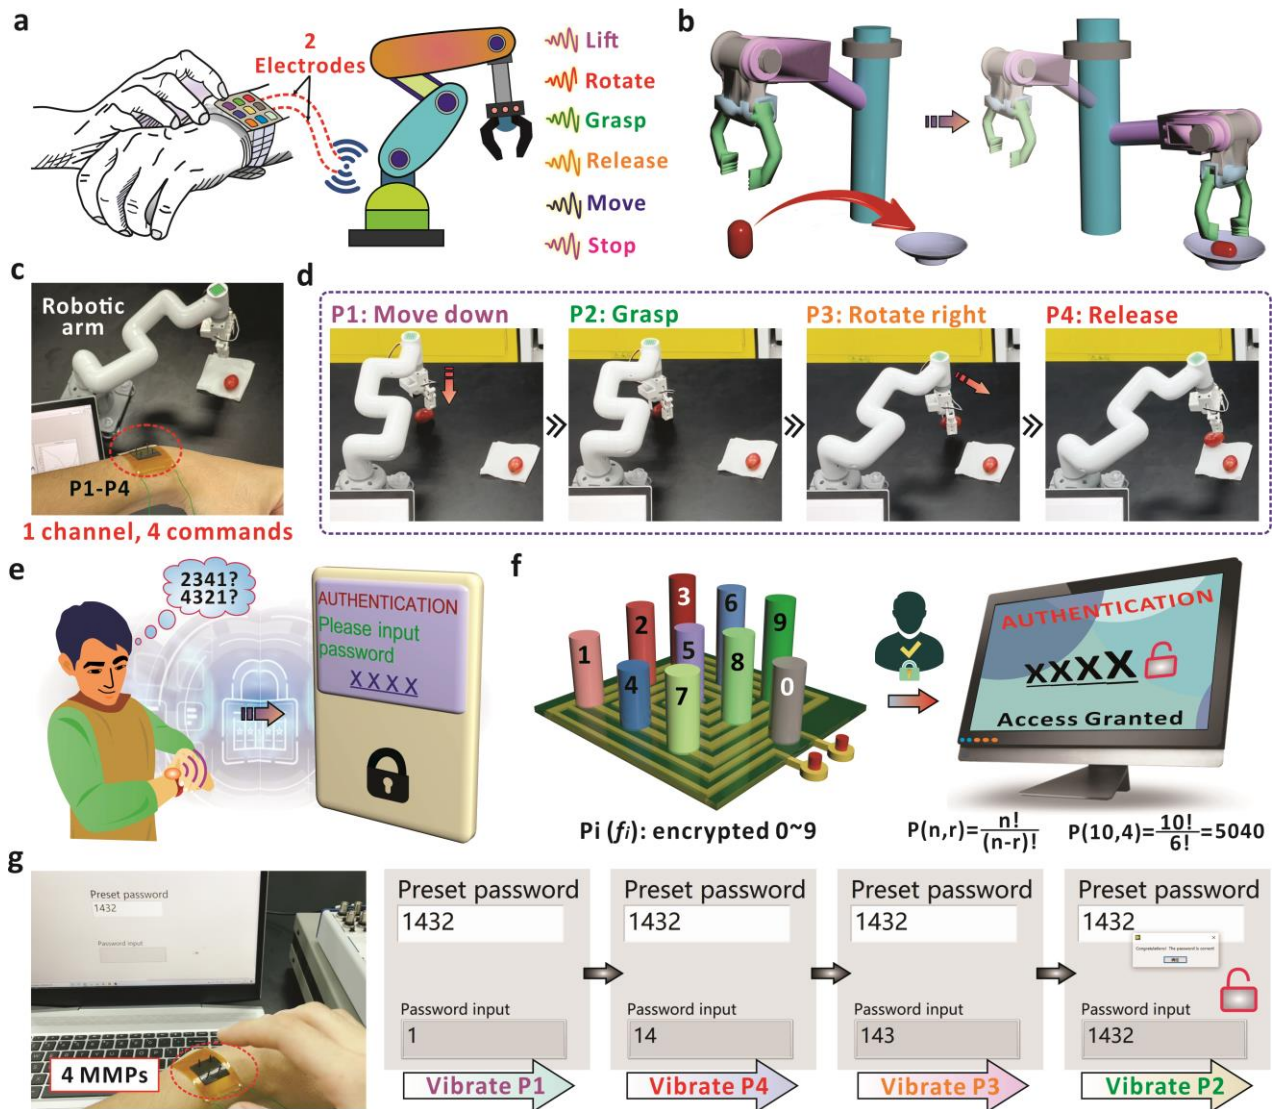 a
2
Electrodes
Lift
Rotate
Grasp
Release
Move
Stop
b
c
Robotic
arm
P1-P4
1 channel, 4 commands
d
P1: Move down
P2: Grasp
P3: Rotate right
P4: Release
e
2341?
4321?
AUTHENTICATION
Please input
password
XXXX
f
1
2
3
4
5
6
7
8
9
0
Pi (fi): encrypted 0~9
AUTHENTICATION
XXXX
Access Granted
P(n,r)=n!/(n-r)!
P(10,4)=10!/6!=5040
g
Preset password
1432
Password input
4 MMPs
Preset password
1432
Password input
1
Vibrate P1
Preset password
1432
Password input
14
Vibrate P4
Preset password
1432
Password input
143
Vibrate P3
Preset password
1432
Congratulations! The password is correct
Password input
1432
Vibrate P2